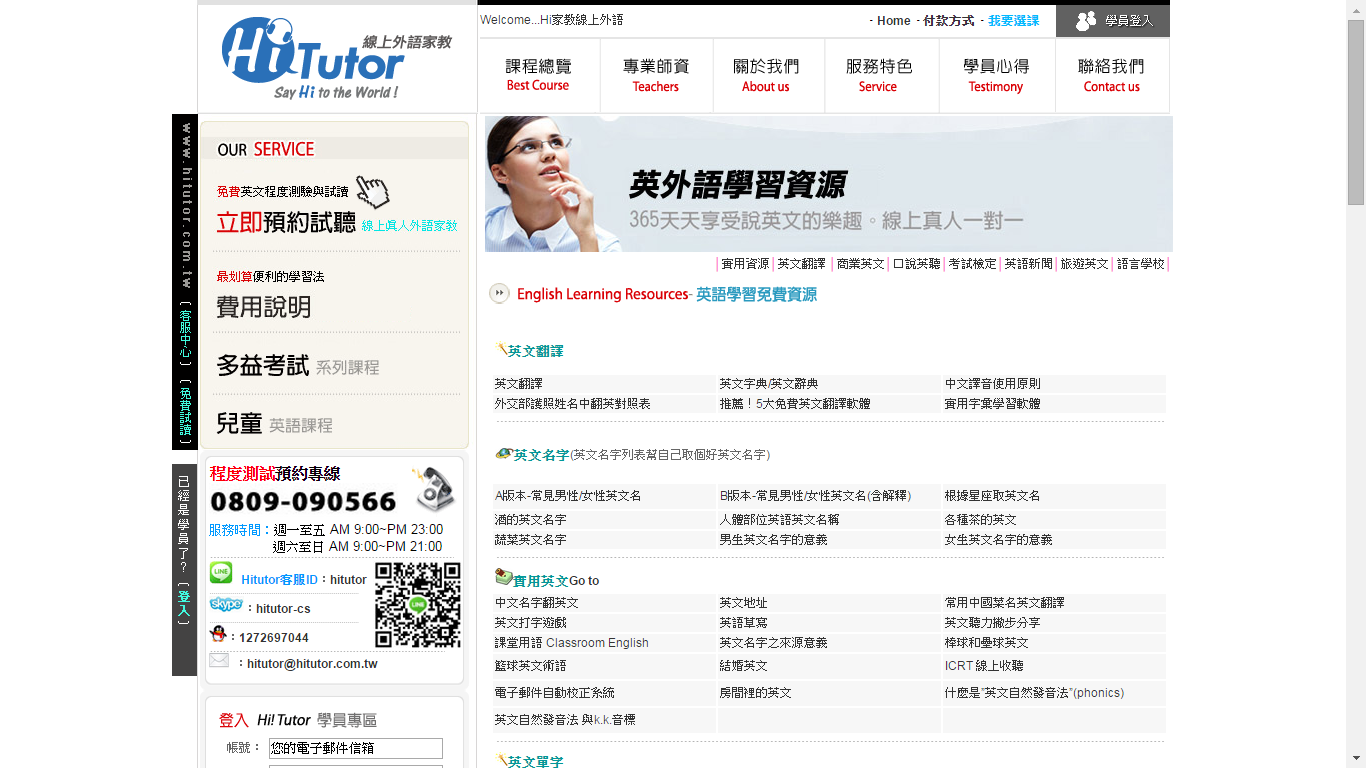 Hi Tutor 線上外語家教
Say Hi to the World !
Welcome...Hi家教線上外語
- Home - 付款方式 - 我要選課
學員登入
課程總覽 專業師資 關於我們 服務特色 學員心得 聯絡我們
Best Course Teachers About us Service Testimony Contact us
www.hitutor.com.tw〔客服中心〕〔免費試讀〕
已經是學員了?〔登入〕
OUR SERVICE
免費英文程度測驗與試讀
立即預約試聽 線上真人外語家教
最划算便利的學習法
費用說明
多益考試 系列課程
兒童 英語課程
程度測試預約專線
0809-090566
服務時間：週一至五 AM 9:00~PM 23:00
週六至日 AM 9:00~PM 21:00
LINE Hitutor客服ID：hitutor
skype：hitutor-cs
：1272697044
：hitutor@hitutor.com.tw
LINE
登入 Hi! Tutor 學員專區
帳號： 您的電子郵件信箱
英外語學習資源
365天天享受說英文的樂趣。線上真人一對一
| 實用資源 | 英文翻譯 | 商業英文 | 口說英聽 | 考試檢定 | 英語新聞 | 旅遊英文 | 語言學校 |
English Learning Resources- 英語學習免費資源
英文翻譯
英文翻譯 英文字典/英文辭典 中文譯音使用原則
外交部護照姓名中翻英對照表 推薦！5大免費英文翻譯軟體 實用字彙學習軟體
英文名字(英文名字列表幫自己取個好英文名字)
A版本-常見男性/女性英文名 B版本-常見男性/女性英文名(含解釋) 根據星座取英文名
酒的英文名字 人體部位英語英文名稱 各種茶的英文
蔬菜英文名字 男生英文名字的意義 女生英文名字的意義
實用英文Go to
中文名字翻英文 英文地址 常用中國菜名英文翻譯
英文打字遊戲 英語草寫 英文聽力撇步分享
課堂用語 Classroom English 英文名字之來源意義 棒球和壘球英文
籃球英文術語 結婚英文 ICRT 線上收聽
電子郵件自動校正系統 房間裡的英文 什麼是"英文自然發音法"(phonics)
英文自然發音法 與k.k.音標
英文單字